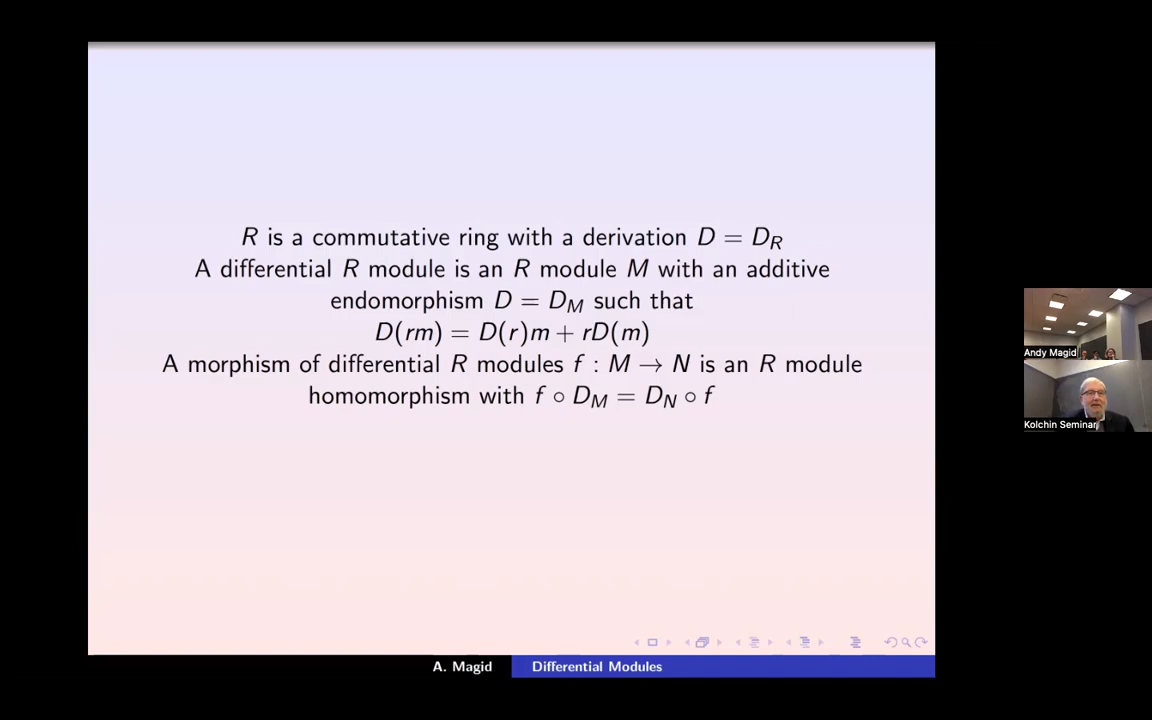 R is a commutative ring with a derivation D = D_R
A differential R module is an R module M with an additive
endomorphism D = D_M such that
D(rm) = D(r)m + rD(m)
A morphism of differential R modules f : M → N is an R module
homomorphism with f ∘ D_M = D_N ∘ f
Andy Magid
Kolchin Seminar
A. Magid
Differential Modules